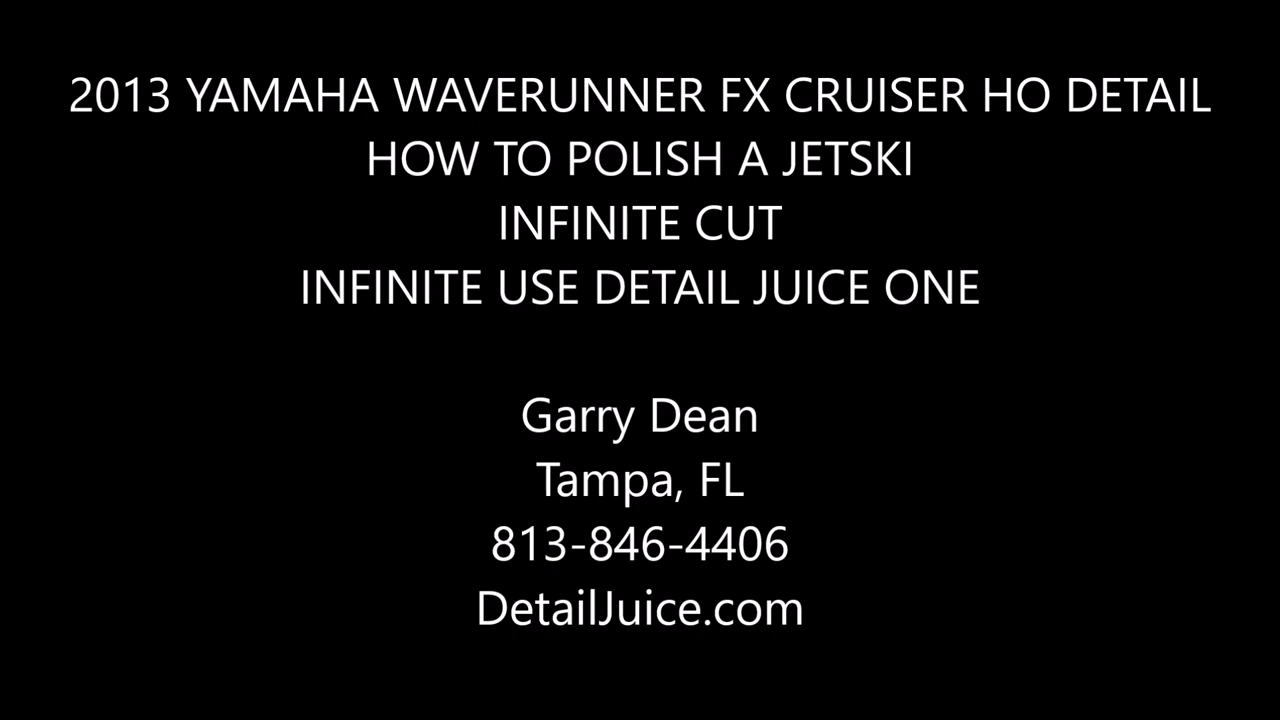 2013 YAMAHA WAVERUNNER FX CRUISER HO DETAIL
HOW TO POLISH A JETSKI
INFINITE CUT
INFINITE USE DETAIL JUICE ONE
Garry Dean
Tampa, FL
813-846-4406
DetailJuice.com